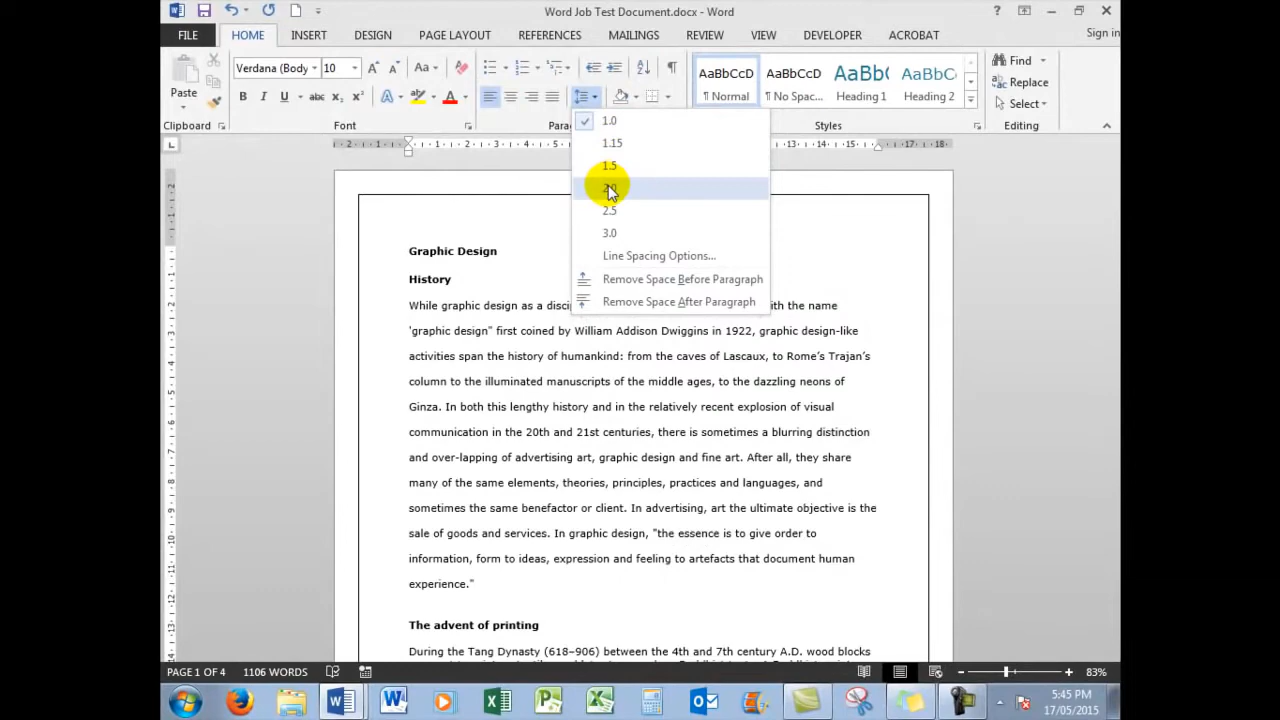 Word Job Test Document.docx - Word
?
Sign in
FILE
HOME
INSERT
DESIGN
PAGE LAYOUT
REFERENCES
MAILINGS
REVIEW
VIEW
DEVELOPER
ACROBAT
Paste
Clipboard
Verdana (Body
10
Aa
B I U abc x₂ x² A A
Font
AaBbCcD
¶ Normal
AaBbCcD
¶ No Spac...
AaBb(
Heading 1
AaBbC
Heading 2
Styles
Find
Replace
Select
Editing
1.0
1.15
1.5
2.5
3.0
Line Spacing Options...
Remove Space Before Paragraph
Remove Space After Paragraph
Graphic Design
History
While graphic design as a
with the name
'graphic design" first coined by William Addison Dwiggins in 1922, graphic design-like
activities span the history of humankind: from the caves of Lascaux, to Rome's Trajan's
column to the illuminated manuscripts of the middle ages, to the dazzling neons of
Ginza. In both this lengthy history and in the relatively recent explosion of visual
communication in the 20th and 21st centuries, there is sometimes a blurring distinction
and over-lapping of advertising art, graphic design and fine art. After all, they share
many of the same elements, theories, principles, practices and languages, and
sometimes the same benefactor or client. In advertising, art the ultimate objective is the
sale of goods and services. In graphic design, "the essence is to give order to
information, form to ideas, expression and feeling to artefacts that document human
experience."
The advent of printing
During the Tang Dynasty (618–906) between the 4th and 7th century A.D. wood blocks
PAGE 1 OF 4
1106 WORDS
83%
5:45 PM
17/05/2015